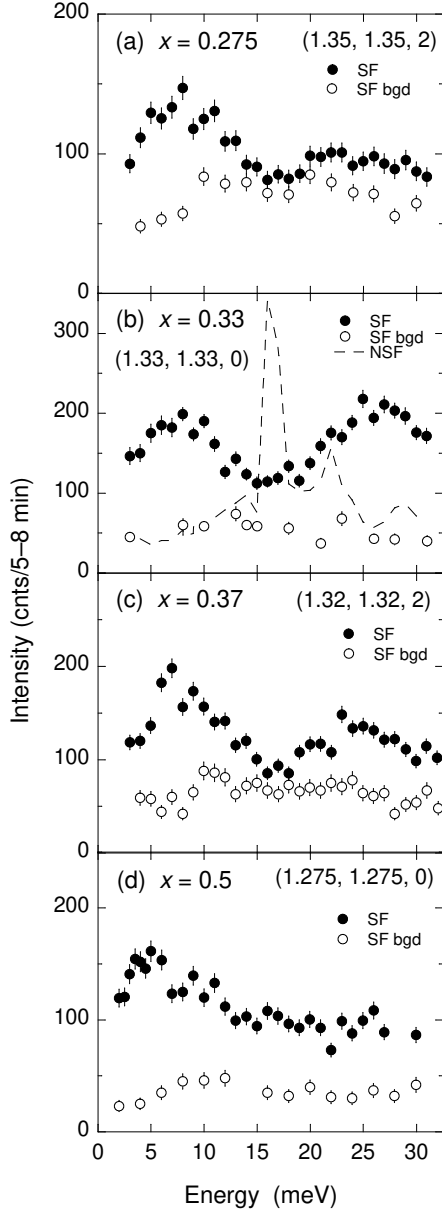 200
(a) x = 0.275
(1.35, 1.35, 2)
SF
SF bgd
100
0
(b) x = 0.33
SF
300
SF bgd
NSF
(1.33, 1.33, 0)
200
100
0
(c) x = 0.37
(1.32, 1.32, 2)
SF
SF bgd
200
100
0
(d) x = 0.5
(1.275, 1.275, 0)
SF
SF bgd
200
100
0
0 5 10 15 20 25 30
Energy (meV)
Intensity (cnts/5–8 min)